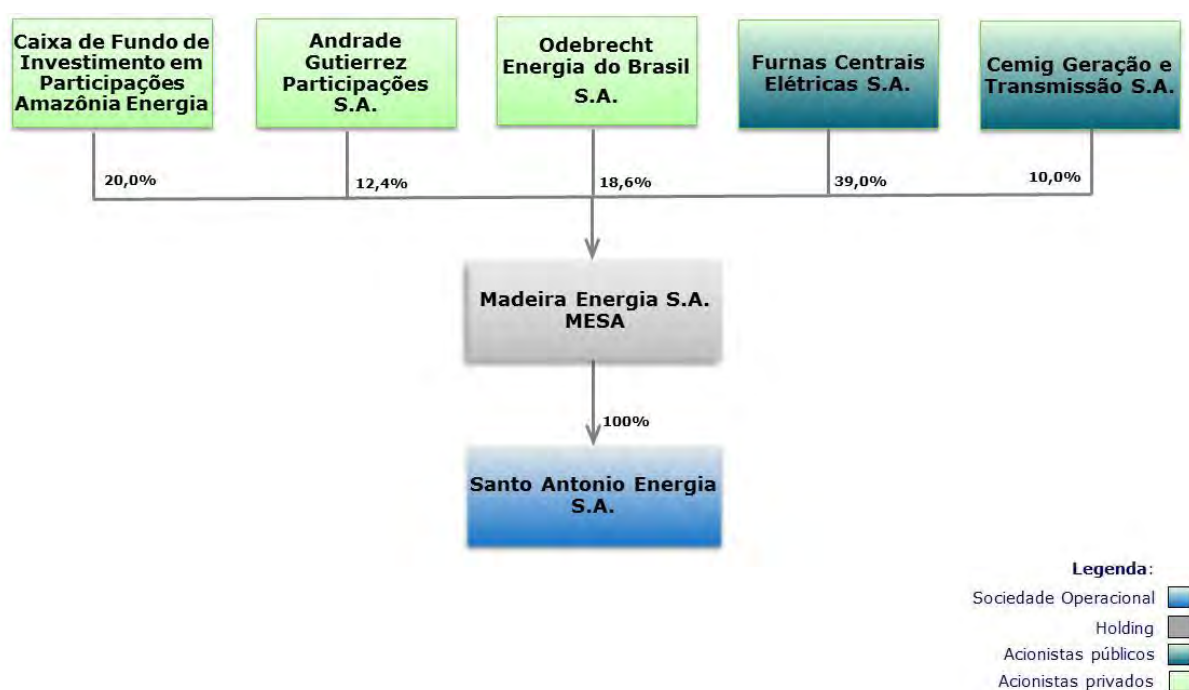 Caixa de Fundo de
Investimento em
Participações
Amazônia Energia
Andrade
Gutierrez
Participações
S.A.
Odebrecht
Energia do Brasil
S.A.
Furnas Centrais
Elétricas S.A.
Cemig Geração e
Transmissão S.A.
20,0%
12,4%
18,6%
39,0%
10,0%
Madeira Energia S.A.
MESA
100%
Santo Antonio Energia
S.A.
Legenda:
Sociedade Operacional
Holding
Acionistas públicos
Acionistas privados